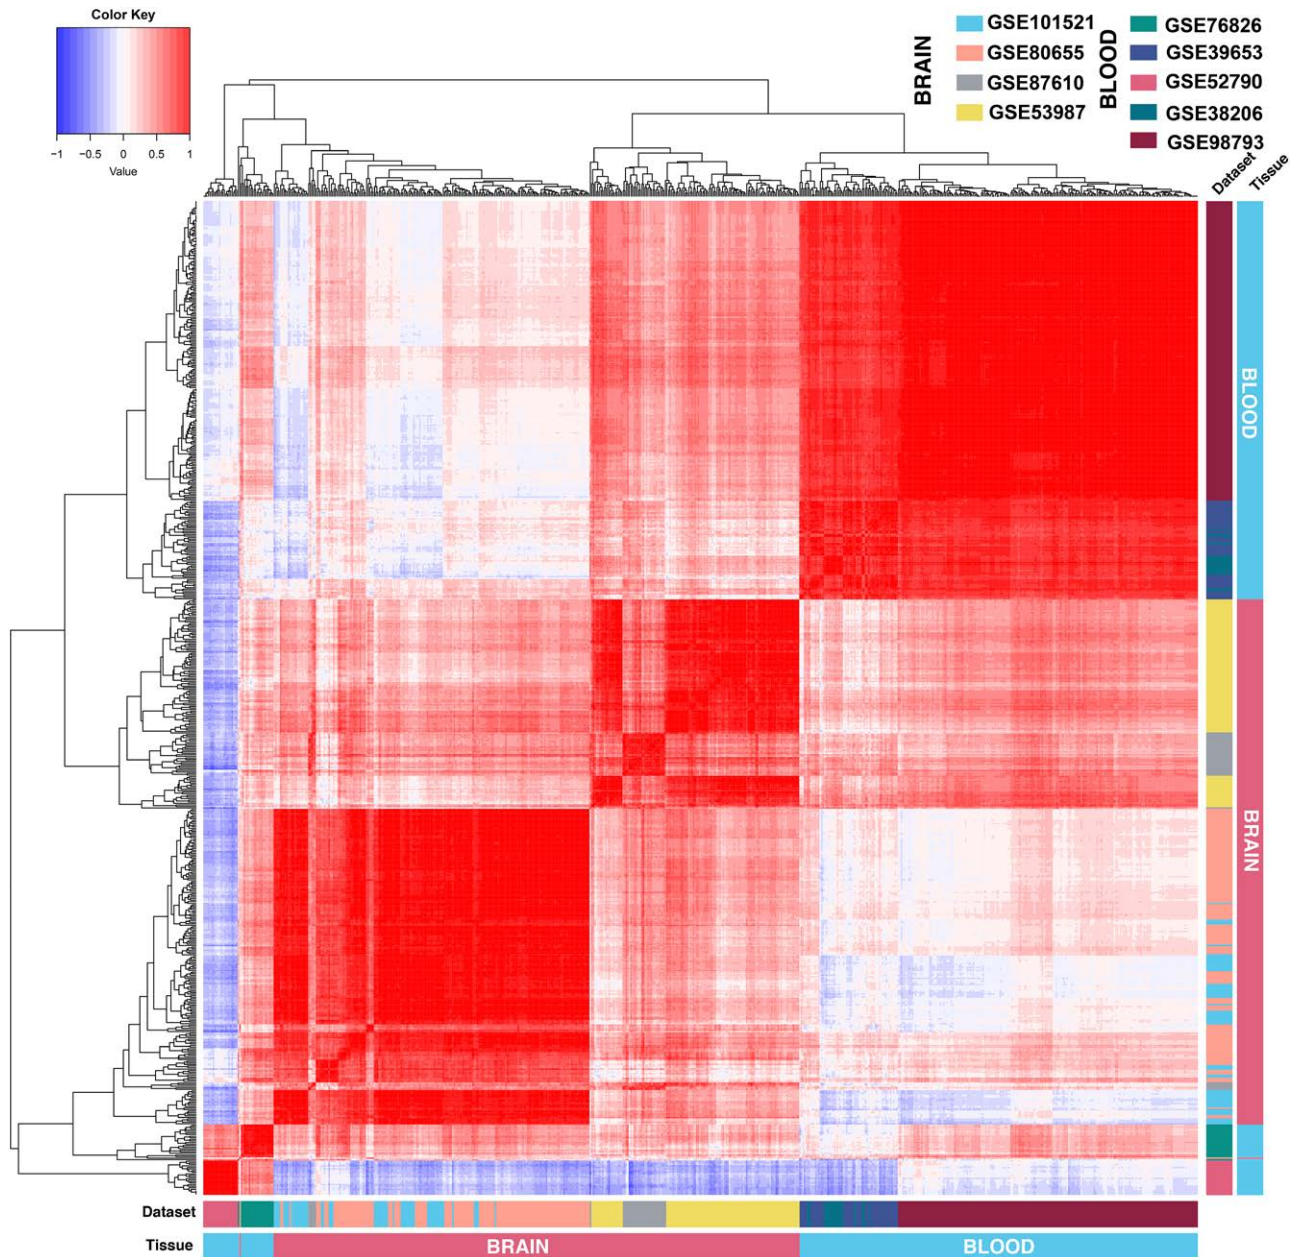 Color Key
−1 −0.5 0 0.5 1
Value
BRAIN
GSE101521
GSE80655
GSE87610
GSE53987
BLOOD
GSE76826
GSE39653
GSE52790
GSE38206
GSE98793
Dataset
Tissue
BLOOD
BRAIN
Dataset
Tissue
BRAIN
BLOOD